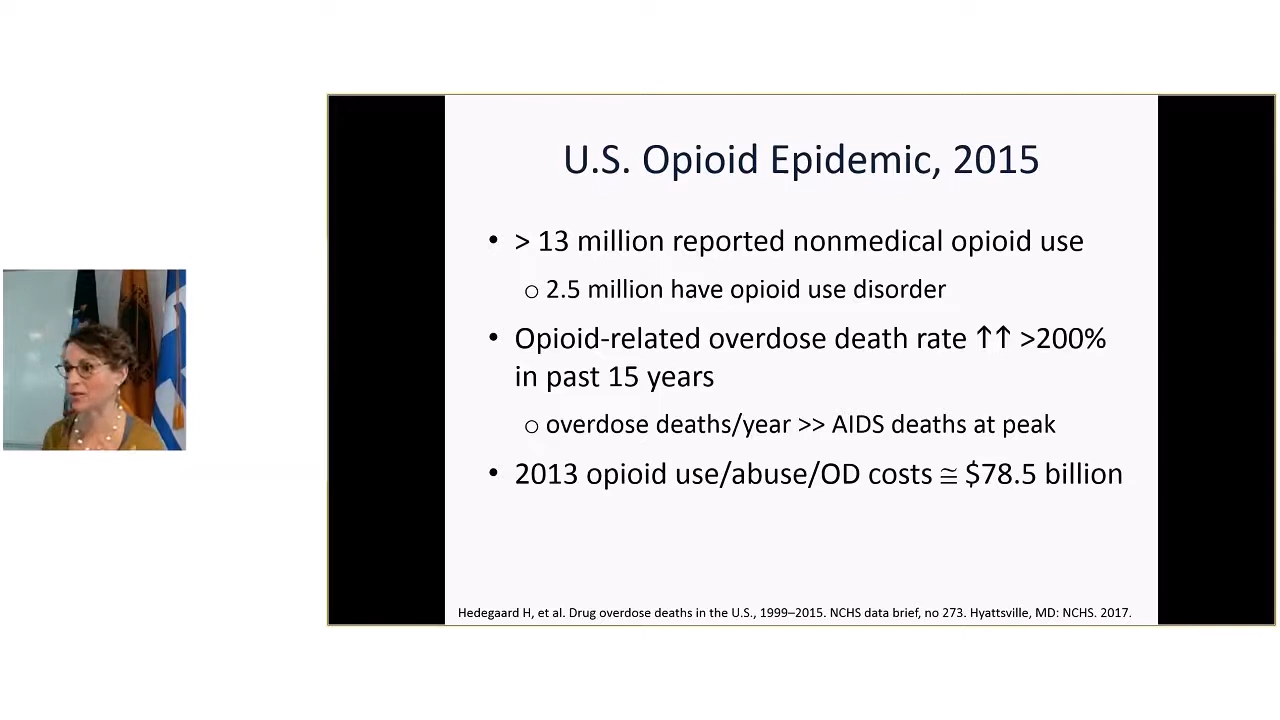 U.S. Opioid Epidemic, 2015
• > 13 million reported nonmedical opioid use
o 2.5 million have opioid use disorder
• Opioid-related overdose death rate ↑↑ >200%
in past 15 years
o overdose deaths/year >> AIDS deaths at peak
• 2013 opioid use/abuse/OD costs ≅ $78.5 billion
Hedegaard H, et al. Drug overdose deaths in the U.S., 1999–2015. NCHS data brief, no 273. Hyattsville, MD: NCHS. 2017.